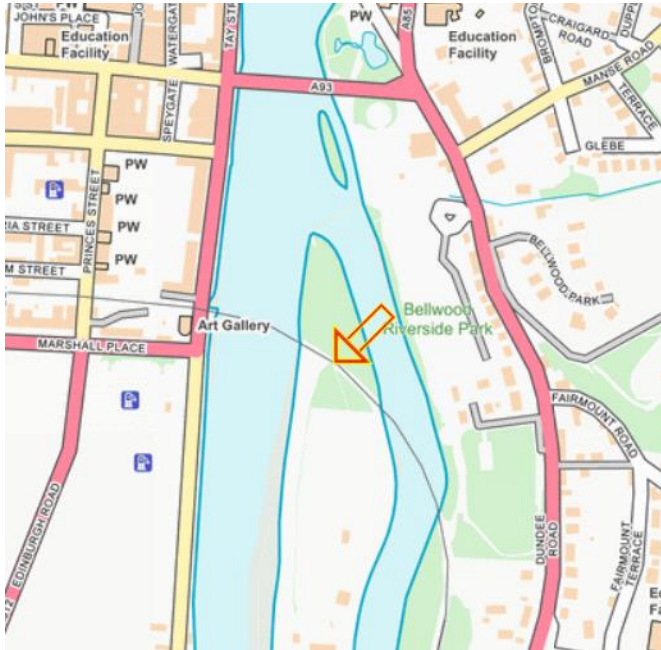 PW
JOHN'S PLACE
Education
Facility
WATERGATE
TAY STREET
SPEYGATE
PW
A85
Education
Facility
CRAIGARD
ROAD
MANSE ROAD
TERRACE
GLEBE
A93
PW
PW
PW
PW
PRINCES STREET
STREET
STREET
BELLWOOD PARK
Bellwood
Riverside Park
Art Gallery
MARSHALL PLACE
FAIRMOUNT ROAD
EDINBURGH ROAD
DUNDEE
ROAD
FAIRMOUNT
TERRACE